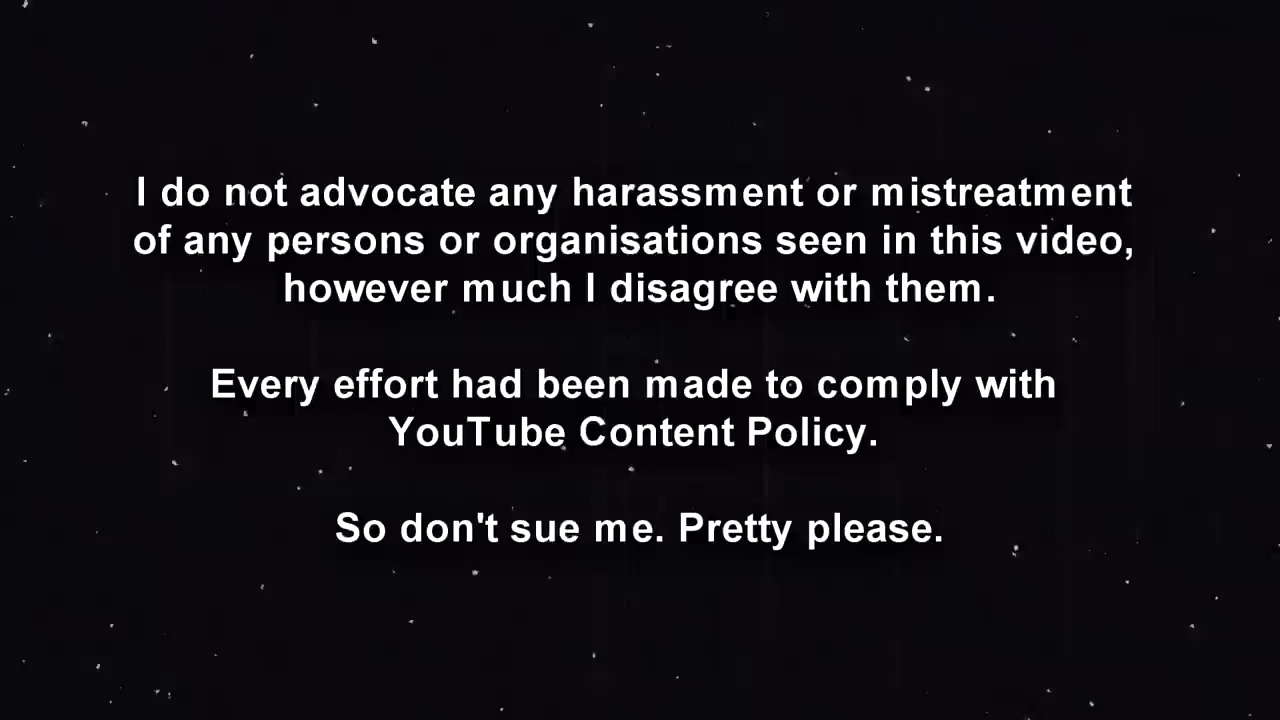 I do not advocate any harassment or mistreatment
of any persons or organisations seen in this video,
however much I disagree with them.
Every effort had been made to comply with
YouTube Content Policy.
So don't sue me. Pretty please.